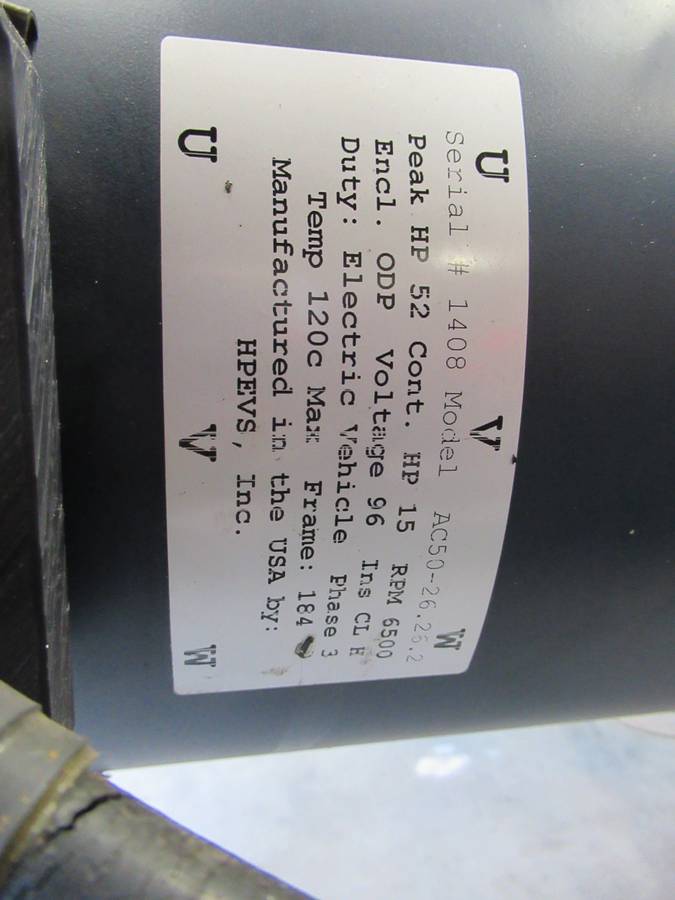 U V W
Serial # 1408 Model AC50-26.26.2
Peak HP 52 Cont. HP 15 RPM 6500
Encl. ODP Voltage 96 Ins CL H
Duty: Electric Vehicle Phase 3
Temp 120c Max Frame: 184
Manufactured in the USA by:
HPEVS, Inc.
U V W